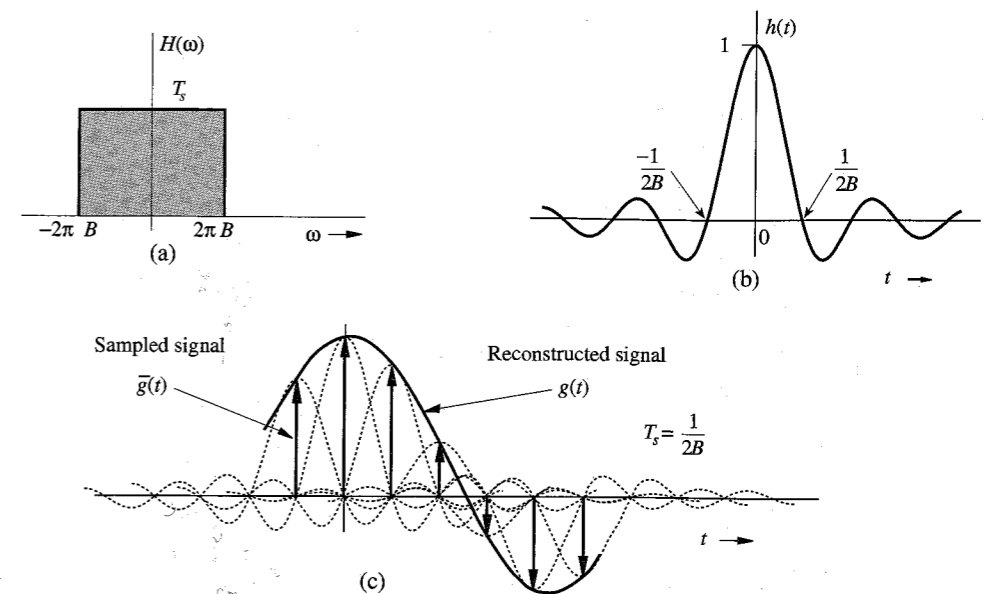 H(ω)
T_s
−2π B
2π B
ω
(a)
h(t)
1
−1/2B
1/2B
0
t
(b)
Sampled signal
g̅(t)
Reconstructed signal
g(t)
T_s = 1/2B
t
(c)